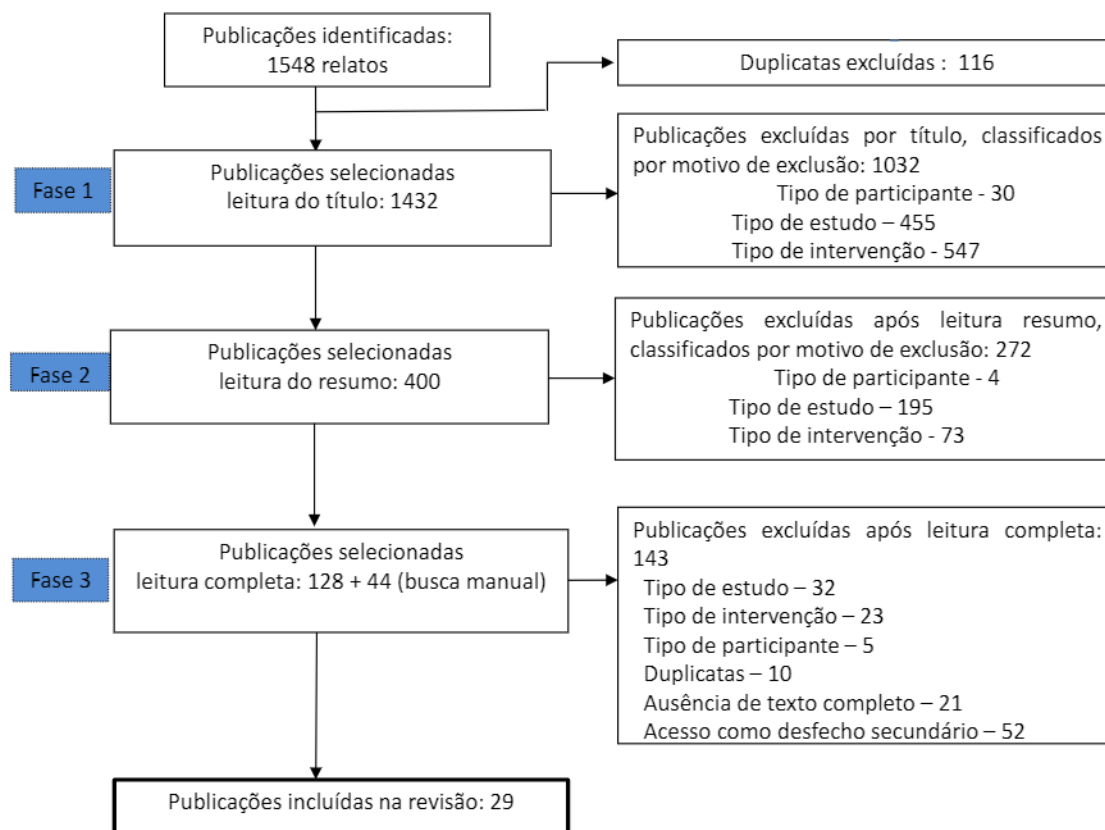 Publicações identificadas:
1548 relatos
Duplicatas excluídas : 116
Fase 1
Publicações selecionadas
leitura do título: 1432
Publicações excluídas por título, classificados
por motivo de exclusão: 1032
Tipo de participante - 30
Tipo de estudo – 455
Tipo de intervenção - 547
Fase 2
Publicações selecionadas
leitura do resumo: 400
Publicações excluídas após leitura resumo,
classificados por motivo de exclusão: 272
Tipo de participante - 4
Tipo de estudo – 195
Tipo de intervenção - 73
Fase 3
Publicações selecionadas
leitura completa: 128 + 44 (busca manual)
Publicações excluídas após leitura completa:
143
Tipo de estudo – 32
Tipo de intervenção – 23
Tipo de participante – 5
Duplicatas – 10
Ausência de texto completo – 21
Acesso como desfecho secundário – 52
Publicações incluídas na revisão: 29